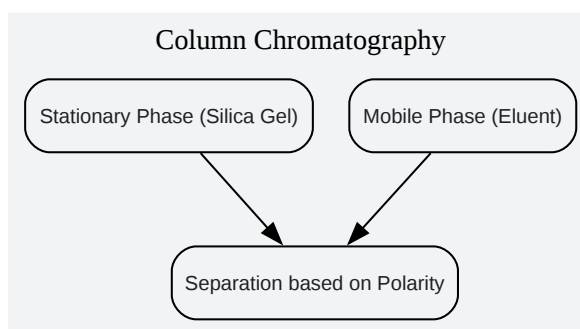 Column Chromatography
Stationary Phase (Silica Gel)
Mobile Phase (Eluent)
Separation based on Polarity